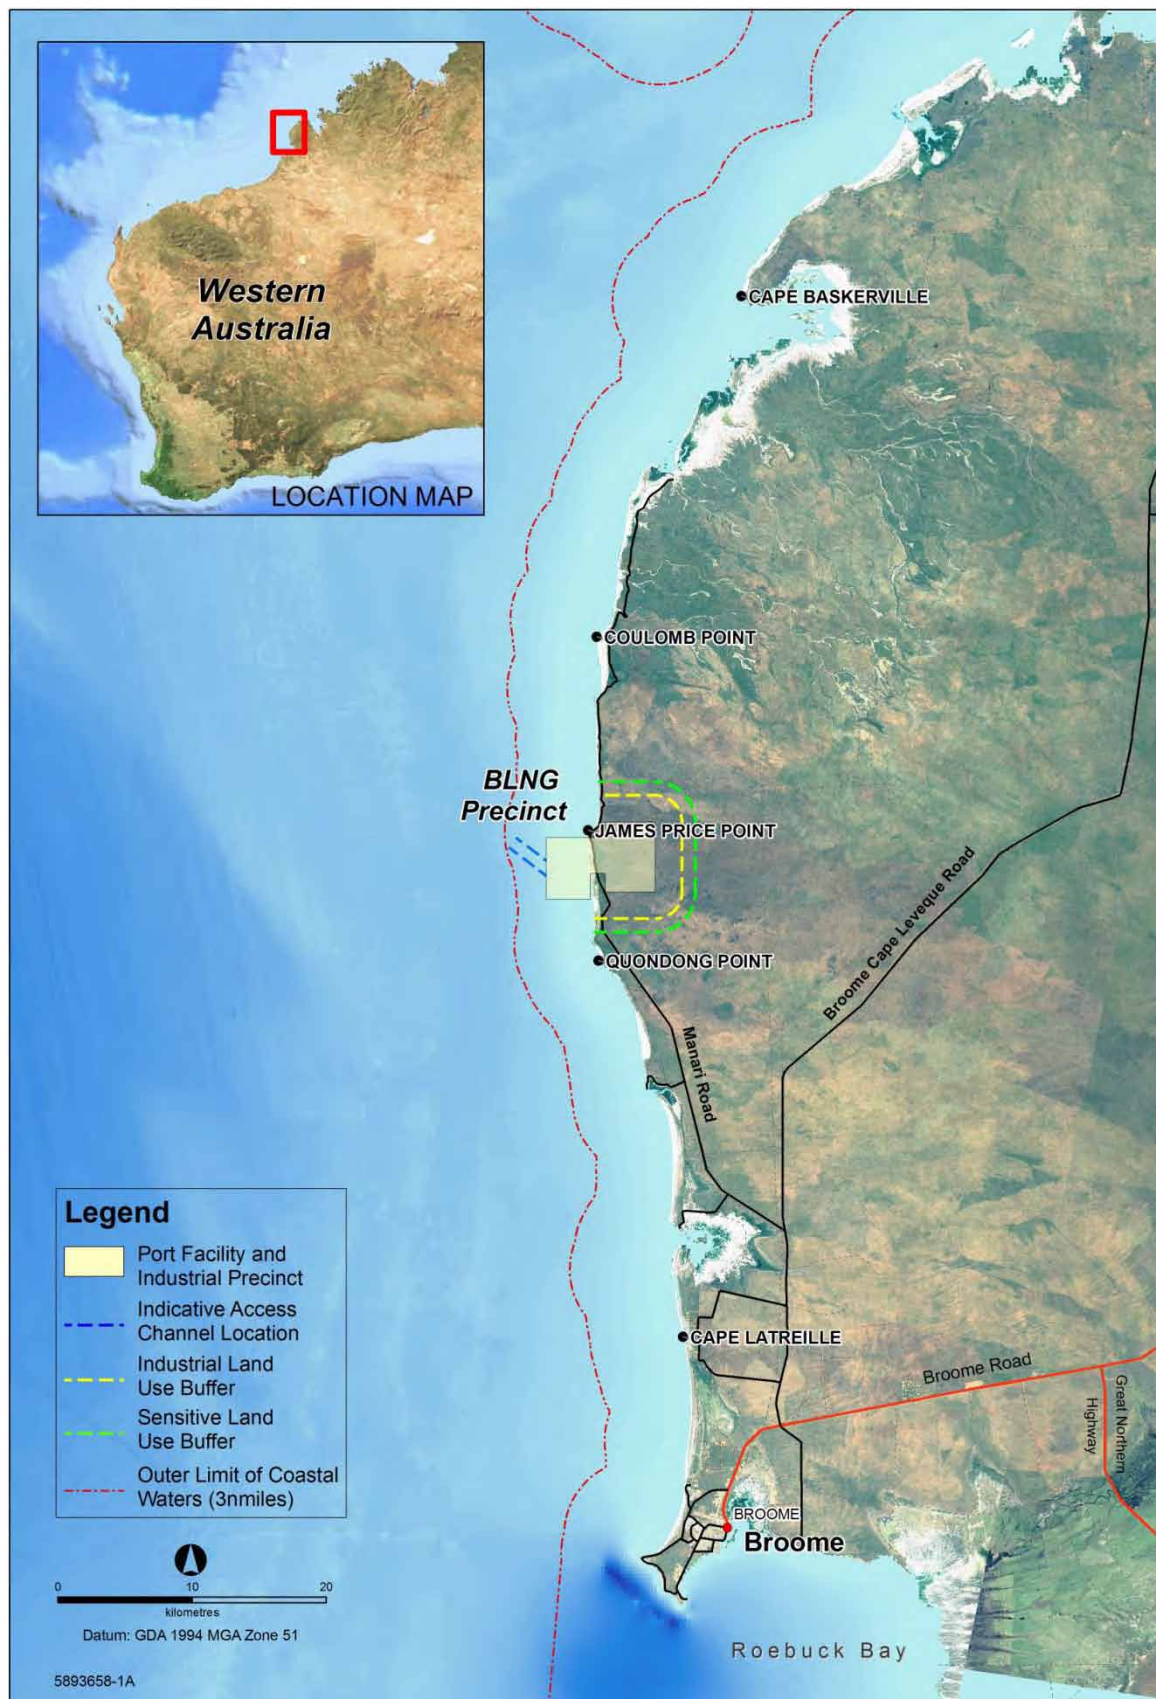 Western
Australia
LOCATION MAP
CAPE BASKERVILLE
COULOMB POINT
BLNG
Precinct
JAMES PRICE POINT
QUONDONG POINT
Broome Cape Leveque Road
Manari Road
CAPE LATREILLE
Broome Road
Great Northern
Highway
BROOME
Broome
Roebuck Bay
Legend
Port Facility and
Industrial Precinct
Indicative Access
Channel Location
Industrial Land
Use Buffer
Sensitive Land
Use Buffer
Outer Limit of Coastal
Waters (3nmiles)
0 10 20
kilometres
Datum: GDA 1994 MGA Zone 51
5893658-1A